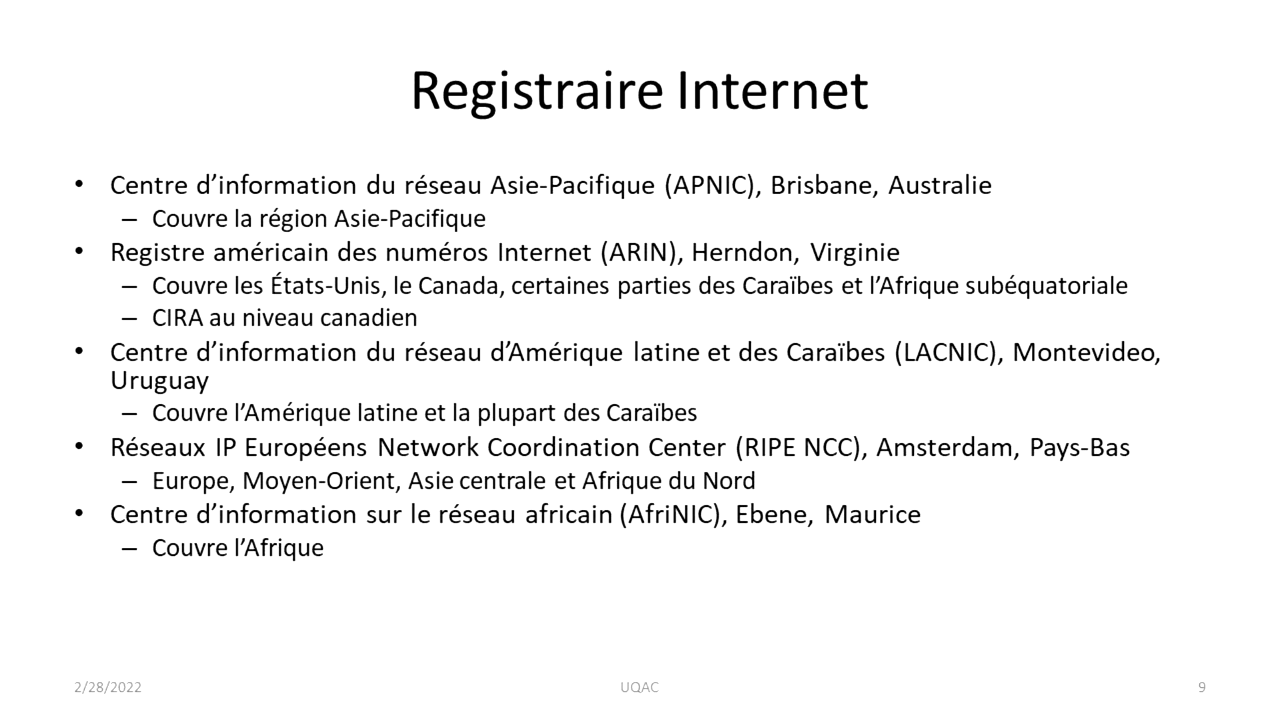 Registraire Internet
• Centre d’information du réseau Asie-Pacifique (APNIC), Brisbane, Australie
– Couvre la région Asie-Pacifique
• Registre américain des numéros Internet (ARIN), Herndon, Virginie
– Couvre les États-Unis, le Canada, certaines parties des Caraïbes et l’Afrique subéquatoriale
– CIRA au niveau canadien
• Centre d’information du réseau d’Amérique latine et des Caraïbes (LACNIC), Montevideo,
Uruguay
– Couvre l’Amérique latine et la plupart des Caraïbes
• Réseaux IP Européens Network Coordination Center (RIPE NCC), Amsterdam, Pays-Bas
– Europe, Moyen-Orient, Asie centrale et Afrique du Nord
• Centre d’information sur le réseau africain (AfriNIC), Ebene, Maurice
– Couvre l’Afrique
2/28/2022 UQAC 9